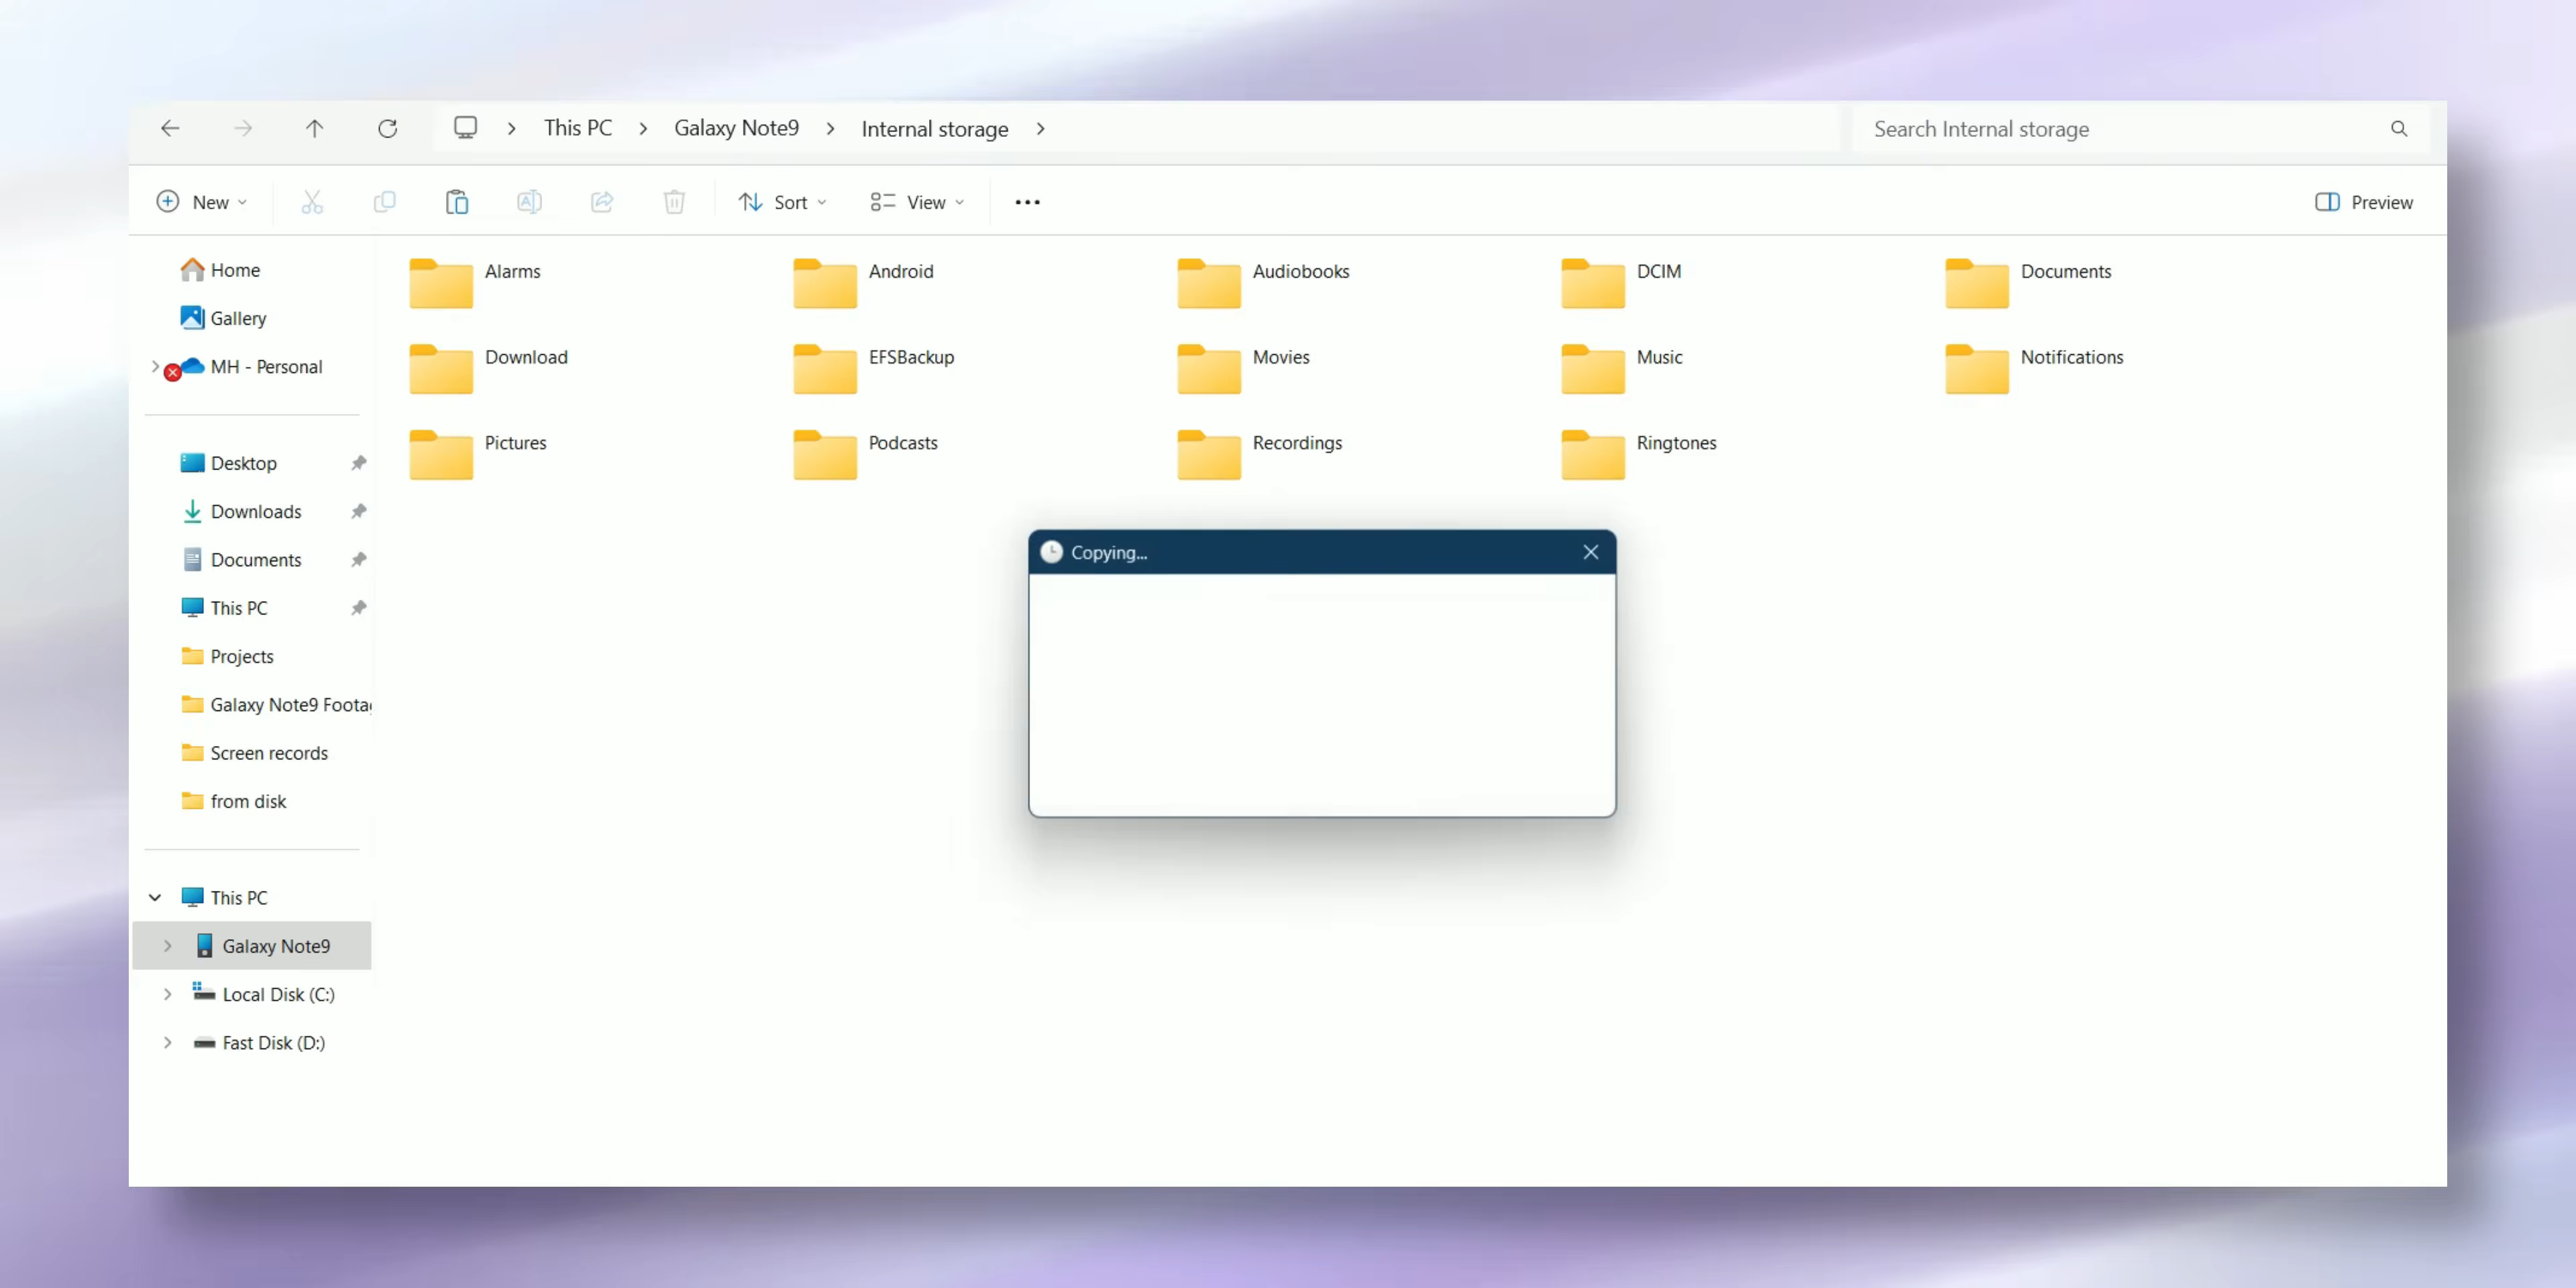 This PC
Galaxy Note9
Internal storage
Search Internal storage
New
Sort
View
Preview
Home
Gallery
MH - Personal
Desktop
Downloads
Documents
This PC
Projects
Galaxy Note9
Screen records
from disk
This PC
Galaxy Note9
Local Disk (C:)
Fast Disk (D:)
Alarms
Android
Audiobooks
DCIM
Documents
Download
EFSBackup
Movies
Music
Notifications
Pictures
Podcasts
Recordings
Ringtones
Copying...